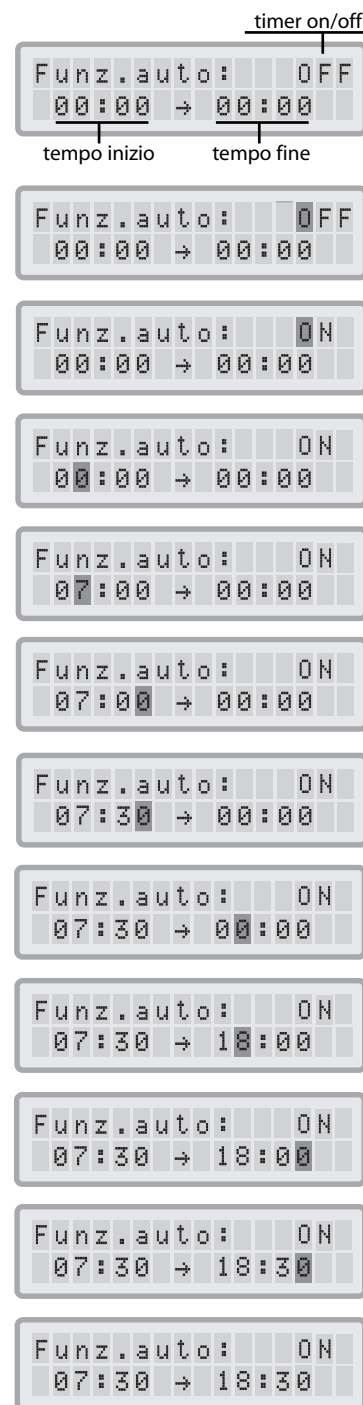 timer on/off
Funz.auto: OFF
00:00 → 00:00
tempo inizio tempo fine
Funz.auto: OFF
00:00 → 00:00
Funz.auto: ON
00:00 → 00:00
Funz.auto: ON
00:00 → 00:00
Funz.auto: ON
07:00 → 00:00
Funz.auto: ON
07:00 → 00:00
Funz.auto: ON
07:30 → 00:00
Funz.auto: ON
07:30 → 00:00
Funz.auto: ON
07:30 → 18:00
Funz.auto: ON
07:30 → 18:00
Funz.auto: ON
07:30 → 18:30
Funz.auto: ON
07:30 → 18:30